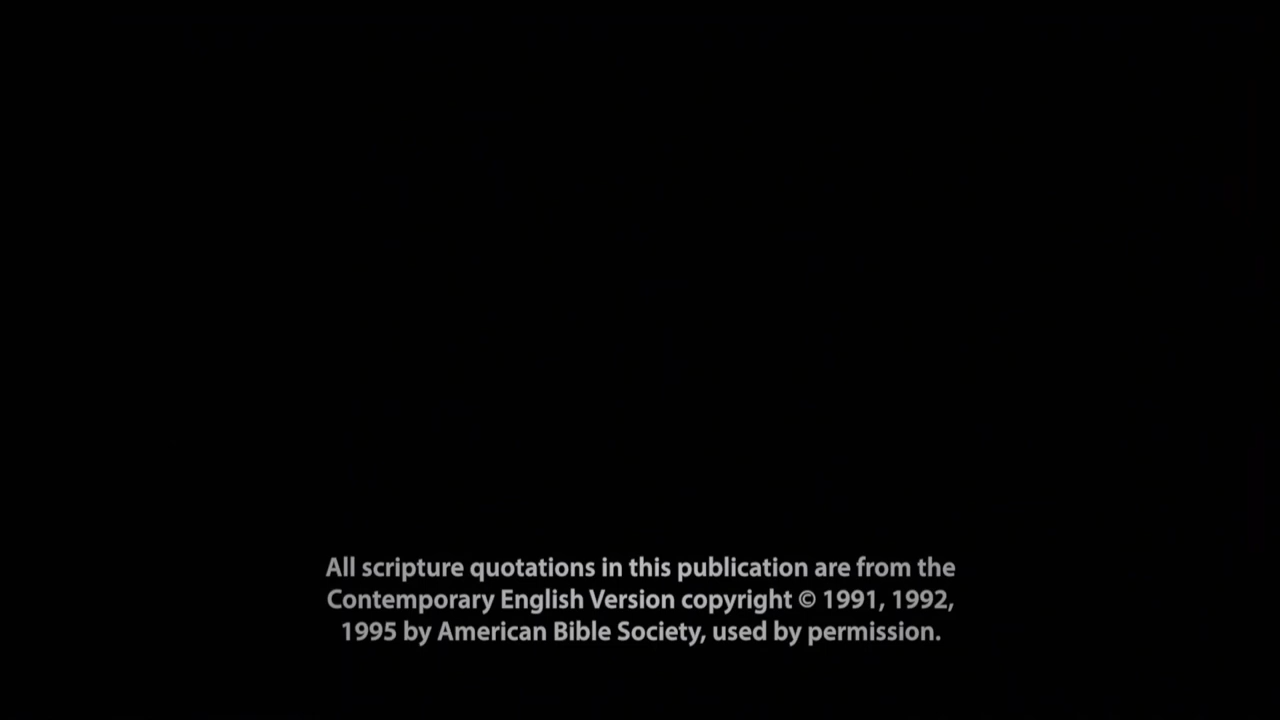 All scripture quotations in this publication are from the
Contemporary English Version copyright © 1991, 1992,
1995 by American Bible Society, used by permission.